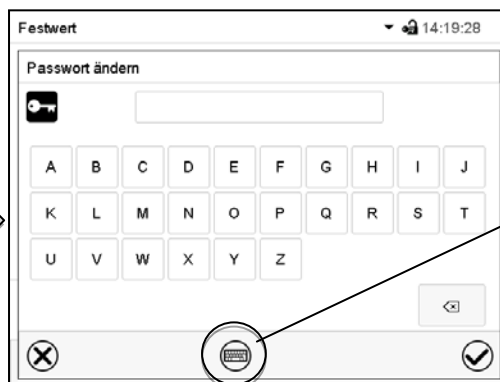 Festwert 14:19:28
Passwort ändern
A B C D E F G H I J
K L M N O P Q R S T
U V W X Y Z